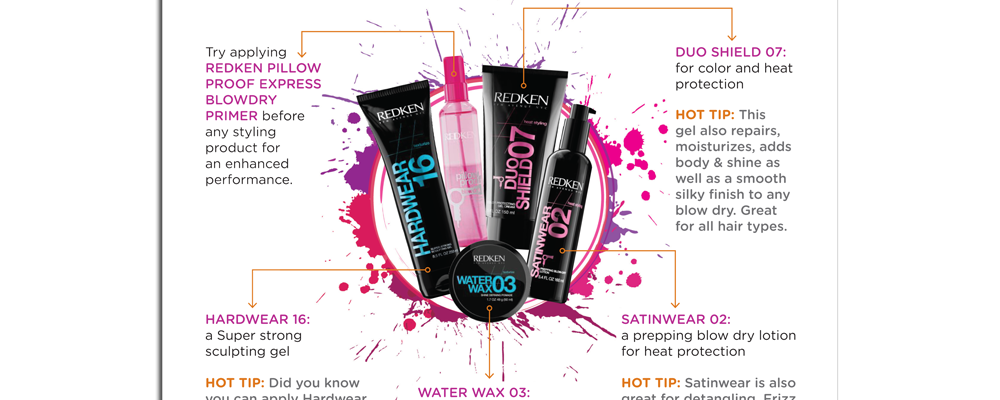 Try applying
REDKEN PILLOW
PROOF EXPRESS
BLOWDRY
PRIMER before
any styling
product for
an enhanced
performance.
DUO SHIELD 07:
for color and heat
protection
HOT TIP: This
gel also repairs,
moisturizes, adds
body & shine as
well as a smooth
silky finish to any
blow dry. Great
for all hair types.
REDKEN
HARDWEAR
16
REDKEN
DUO
SHIELD 07
REDKEN
SATINWEAR
02
REDKEN
WATER
WAX 03
HARDWEAR 16:
a Super strong
sculpting gel
HOT TIP: Did you know
you can apply Hardwear
WATER WAX 03:
SATINWEAR 02:
a prepping blow dry lotion
for heat protection
HOT TIP: Satinwear is also
great for detangling. Frizz